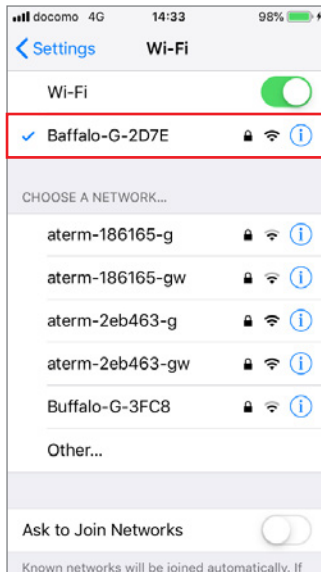 docomo 4G 14:33 98%
Settings Wi-Fi
Wi-Fi
Baffalo-G-2D7E
CHOOSE A NETWORK...
aterm-186165-g
aterm-186165-gw
aterm-2eb463-g
aterm-2eb463-gw
Buffalo-G-3FC8
Other...
Ask to Join Networks
Known networks will be joined automatically. If